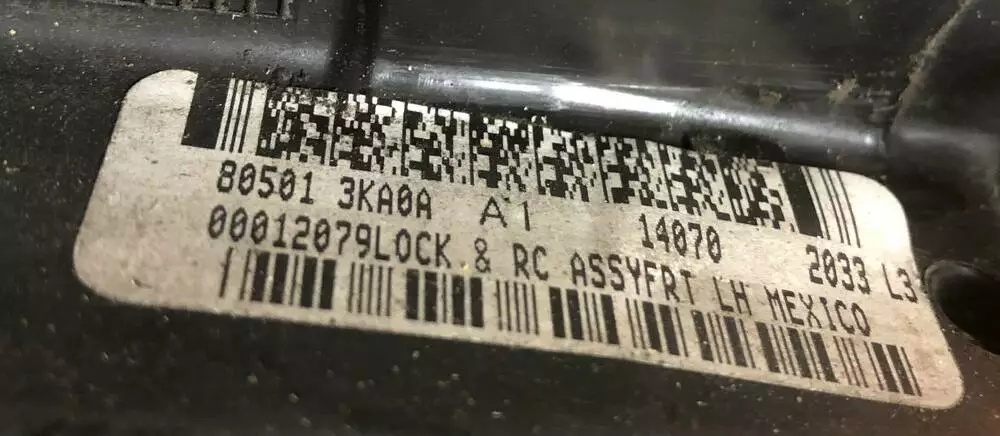 80501 3KA0A A1 14070 2033 L3
00012079LOCK & RC ASSYFRT LH MEXICO